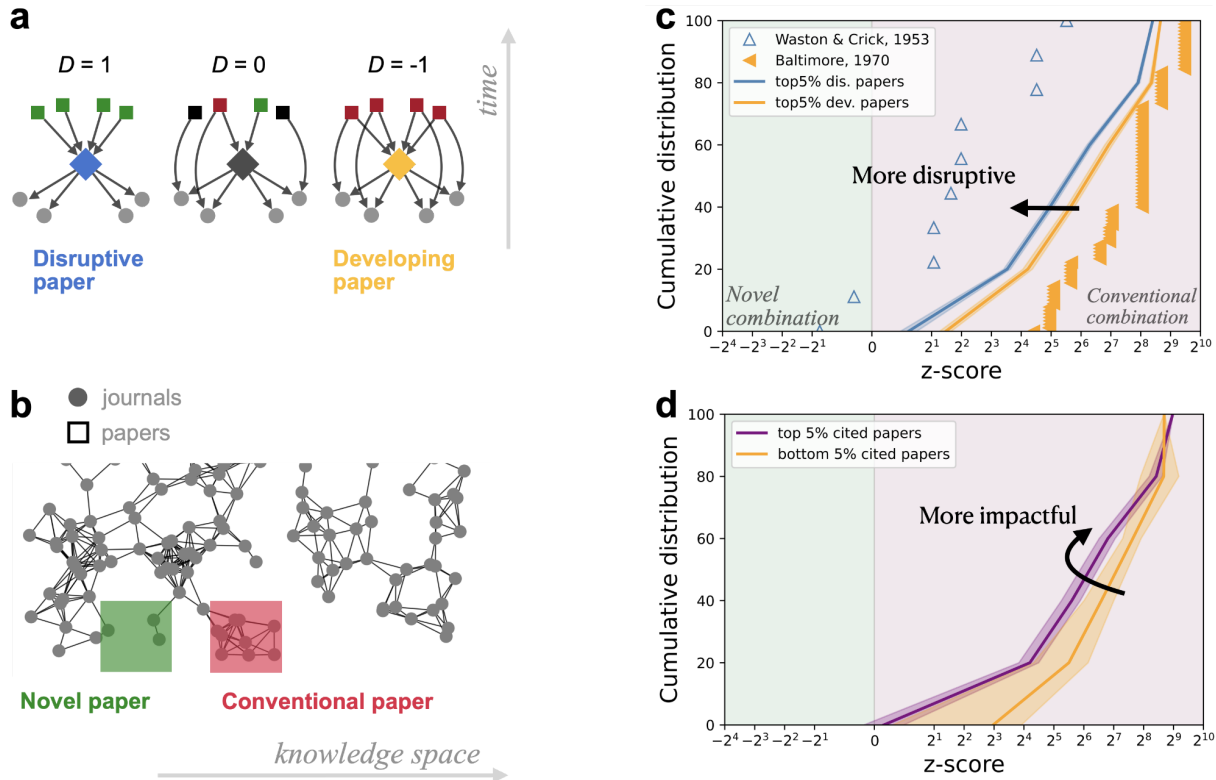 a
D = 1
D = 0
D = -1
time
Disruptive
paper
Developing
paper
b
journals
papers
Novel paper
Conventional paper
knowledge space
c
Waston & Crick, 1953
Baltimore, 1970
top5% dis. papers
top5% dev. papers
More disruptive
Novel
combination
Conventional
combination
Cumulative distribution
100
80
60
40
20
0
−2⁴ −2³ −2² −2¹ 0 2¹ 2² 2³ 2⁴ 2⁵ 2⁶ 2⁷ 2⁸ 2⁹ 2¹⁰
z-score
d
top 5% cited papers
bottom 5% cited papers
More impactful
Cumulative distribution
100
80
60
40
20
0
−2⁴ −2³ −2² −2¹ 0 2¹ 2² 2³ 2⁴ 2⁵ 2⁶ 2⁷ 2⁸ 2⁹ 2¹⁰
z-score